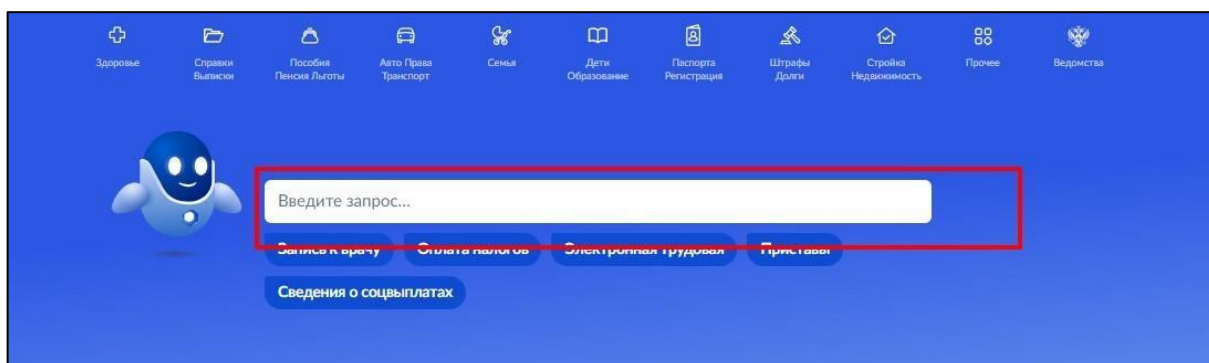 Здоровье
Справки
Выписки
Пособия
Пенсия Льготы
Авто Права
Транспорт
Семья
Дети
Образование
Паспорта
Регистрация
Штрафы
Долги
Стройка
Недвижимость
Прочее
Ведомства
Введите запрос...
Запись к врачу
Оплата налогов
Электронная трудовая
Приставы
Сведения о соцвыплатах